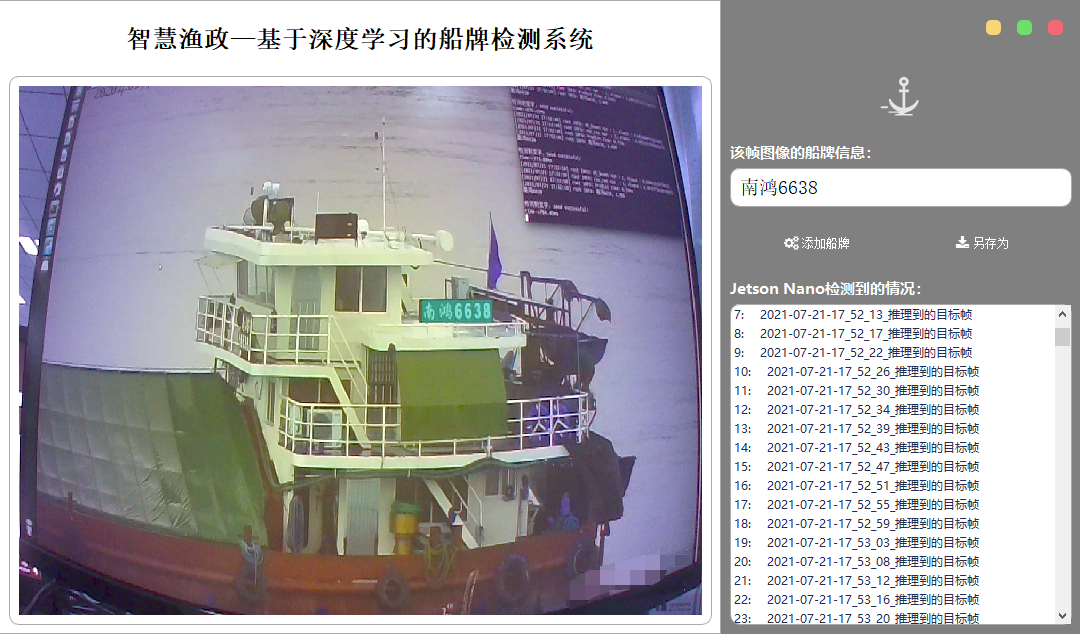 智慧渔政—基于深度学习的船牌检测系统
南鸿6638
该帧图像的船牌信息：
南鸿6638
添加船牌
另存为
Jetson Nano检测到的情况：
7: 2021-07-21-17_52_13_推理到的目标帧
8: 2021-07-21-17_52_17_推理到的目标帧
9: 2021-07-21-17_52_22_推理到的目标帧
10: 2021-07-21-17_52_26_推理到的目标帧
11: 2021-07-21-17_52_30_推理到的目标帧
12: 2021-07-21-17_52_34_推理到的目标帧
13: 2021-07-21-17_52_39_推理到的目标帧
14: 2021-07-21-17_52_43_推理到的目标帧
15: 2021-07-21-17_52_47_推理到的目标帧
16: 2021-07-21-17_52_51_推理到的目标帧
17: 2021-07-21-17_52_55_推理到的目标帧
18: 2021-07-21-17_52_59_推理到的目标帧
19: 2021-07-21-17_53_03_推理到的目标帧
20: 2021-07-21-17_53_08_推理到的目标帧
21: 2021-07-21-17_53_12_推理到的目标帧
22: 2021-07-21-17_53_16_推理到的目标帧
23: 2021-07-21-17_53_20_推理到的目标帧